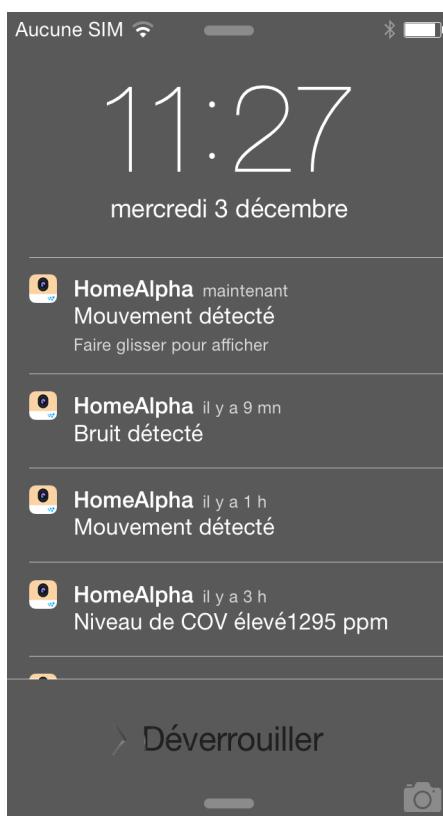 Aucune SIM
11:27
mercredi 3 décembre
HomeAlpha maintenant
Mouvement détecté
Faire glisser pour afficher
HomeAlpha il y a 9 mn
Bruit détecté
HomeAlpha il y a 1 h
Mouvement détecté
HomeAlpha il y a 3 h
Niveau de COV élevé1295 ppm
Déverrouiller